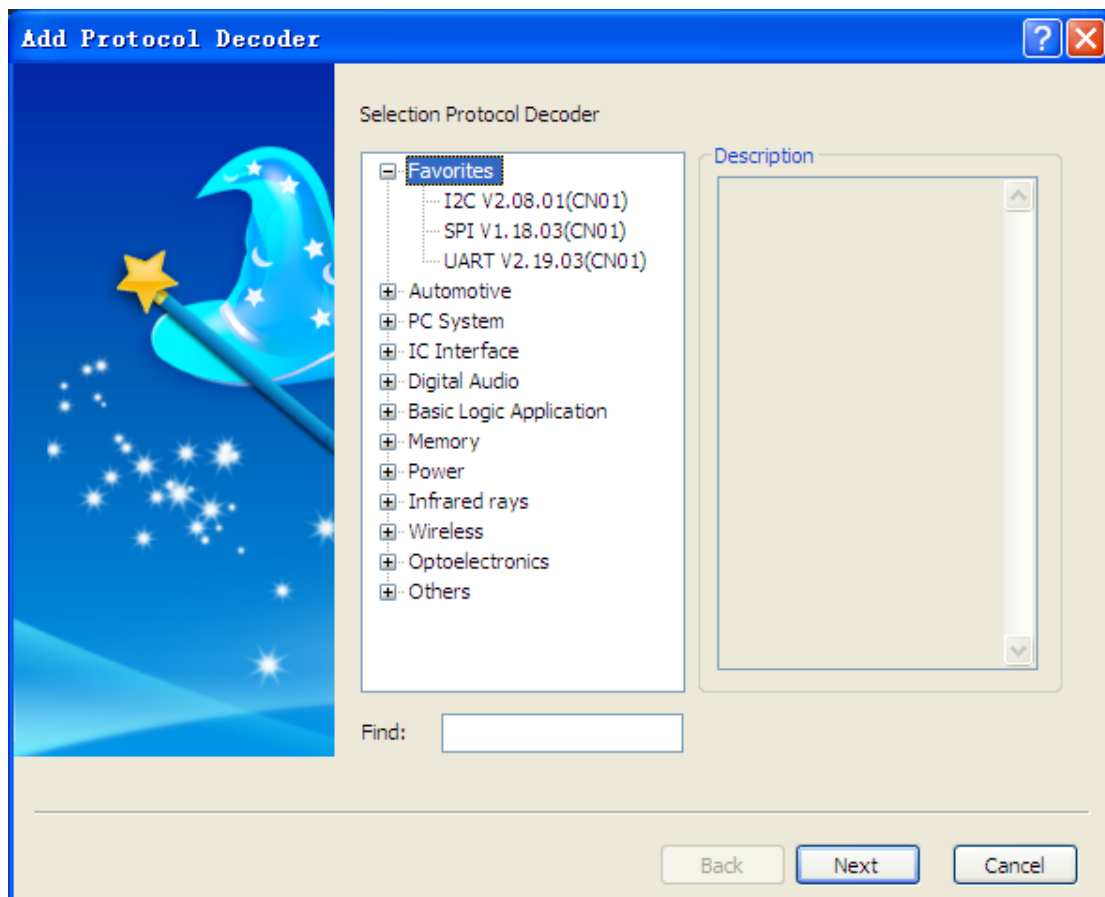 Add Protocol Decoder
Selection Protocol Decoder
Favorites
I2C V2.08.01(CN01)
SPI V1.18.03(CN01)
UART V2.19.03(CN01)
Automotive
PC System
IC Interface
Digital Audio
Basic Logic Application
Memory
Power
Infrared rays
Wireless
Optoelectronics
Others
Description
Find:
Back
Next
Cancel